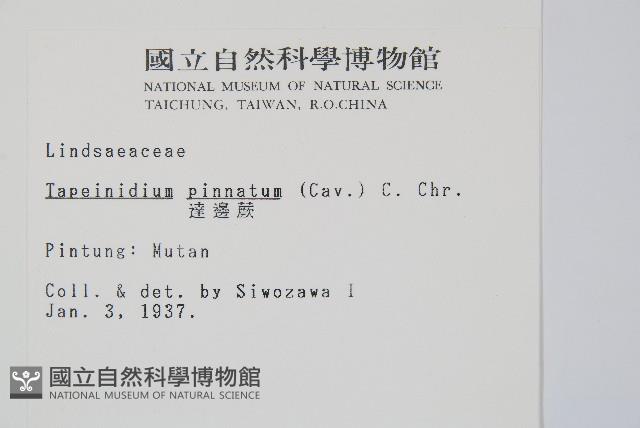 國立自然科學博物館
NATIONAL MUSEUM OF NATURAL SCIENCE
TAICHUNG, TAIWAN, R.O.CHINA
Lindsaeaceae
Tapeinidium pinnatum (Cav.) C. Chr.
達邊蕨
Pintung: Mutan
Coll. & det. by Siwozawa I
Jan. 3, 1937.
國立自然科學博物館
NATIONAL MUSEUM OF NATURAL SCIENCE